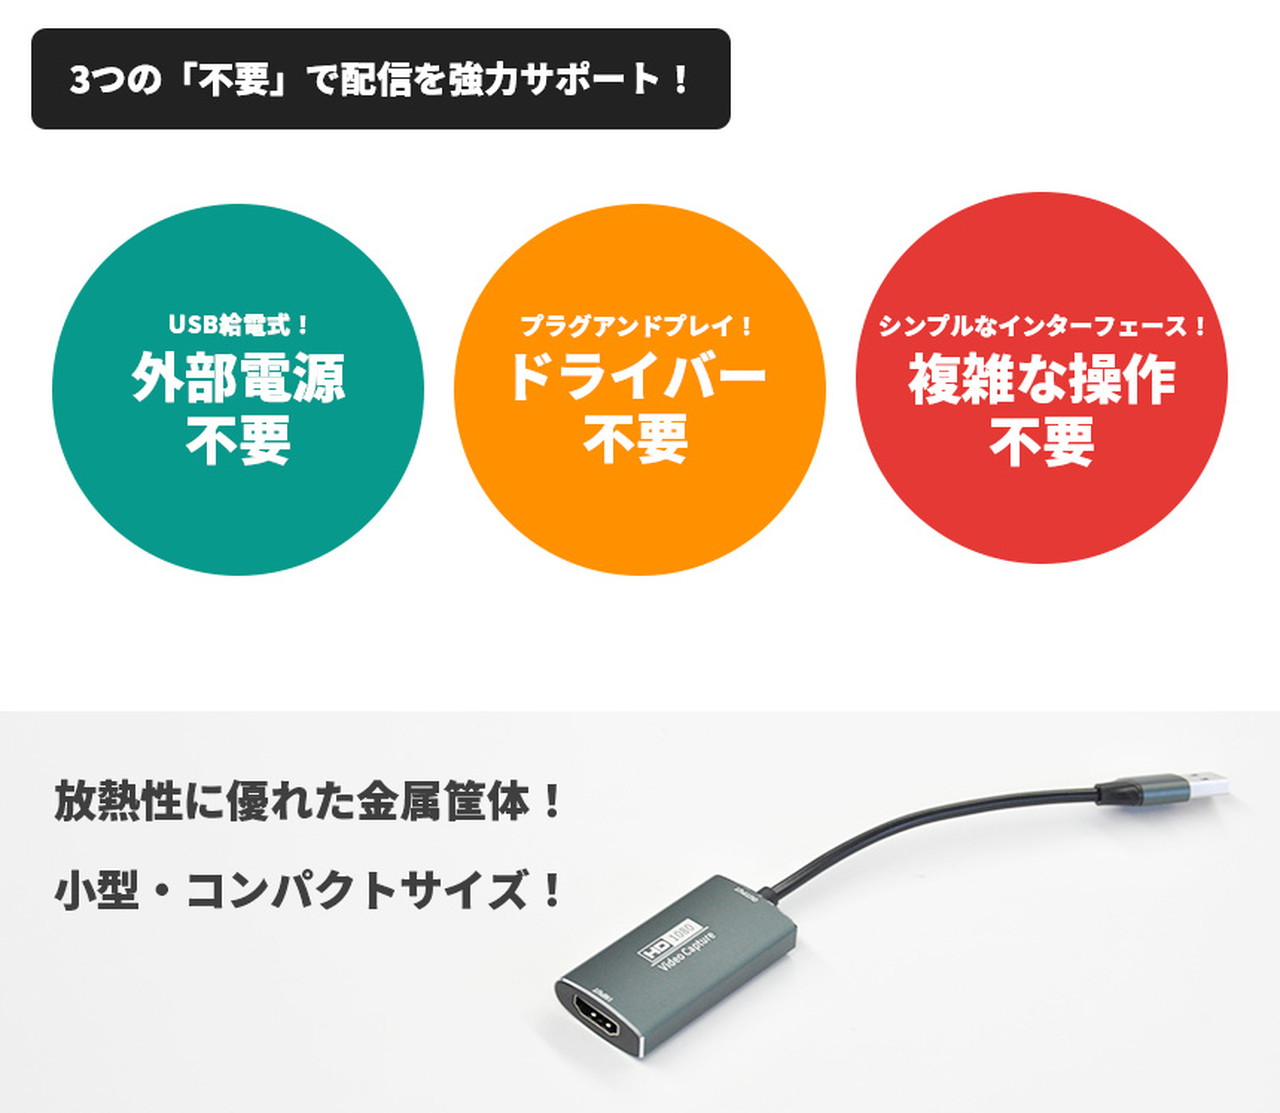 3つの「不要」で配信を強力サポート！
USB給電式！
外部電源
不要
プラグアンドプレイ！
ドライバー
不要
シンプルなインターフェース！
複雑な操作
不要
放熱性に優れた金属筐体！
小型・コンパクトサイズ！
OUTPUT
HD 1080
Video Capture
INPUT